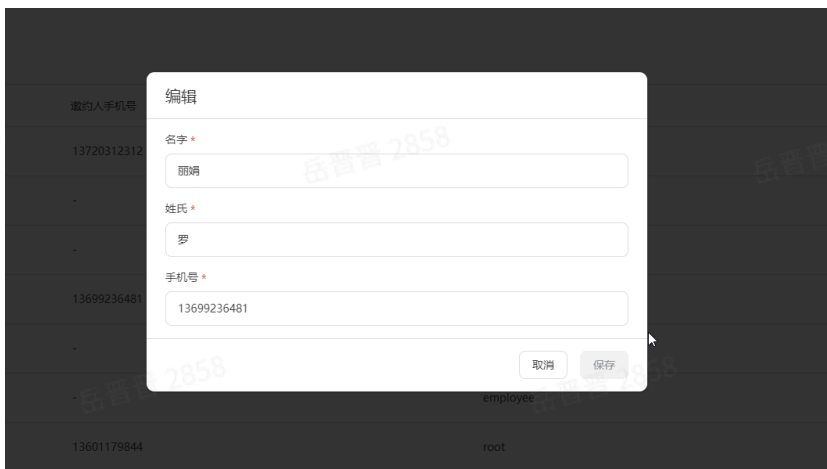 编辑
邀约人手机号
名字 *
13720312312
丽娟
岳晋晋 2858
-
姓氏 *
罗
-
手机号 *
13699236481
13699236481
-
取消
保存
岳晋晋 2858
-
employee
岳晋晋 2858
13601179844
root